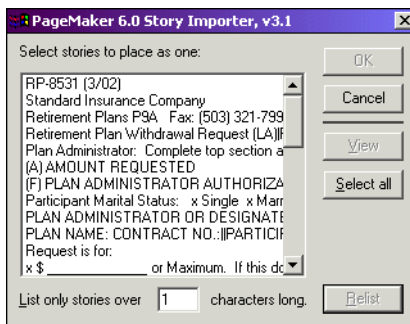 PageMaker 6.0 Story Importer, v3.1
Select stories to place as one:
RP-8531 (3/02)
Standard Insurance Company
Retirement Plans P9A Fax: (503) 321-799
Retirement Plan Withdrawal Request (LA)|F
Plan Administrator: Complete top section a
(A) AMOUNT REQUESTED
(F) PLAN ADMINISTRATOR AUTHORIZA
Participant Marital Status: x Single x Marr
PLAN ADMINISTRATOR OR DESIGNATE
PLAN NAME: CONTRACT NO.:||PARTICIF
Request is for:
x $ ______________ or Maximum. If this do
OK
Cancel
View
Select all
List only stories over 1 characters long.
Relist